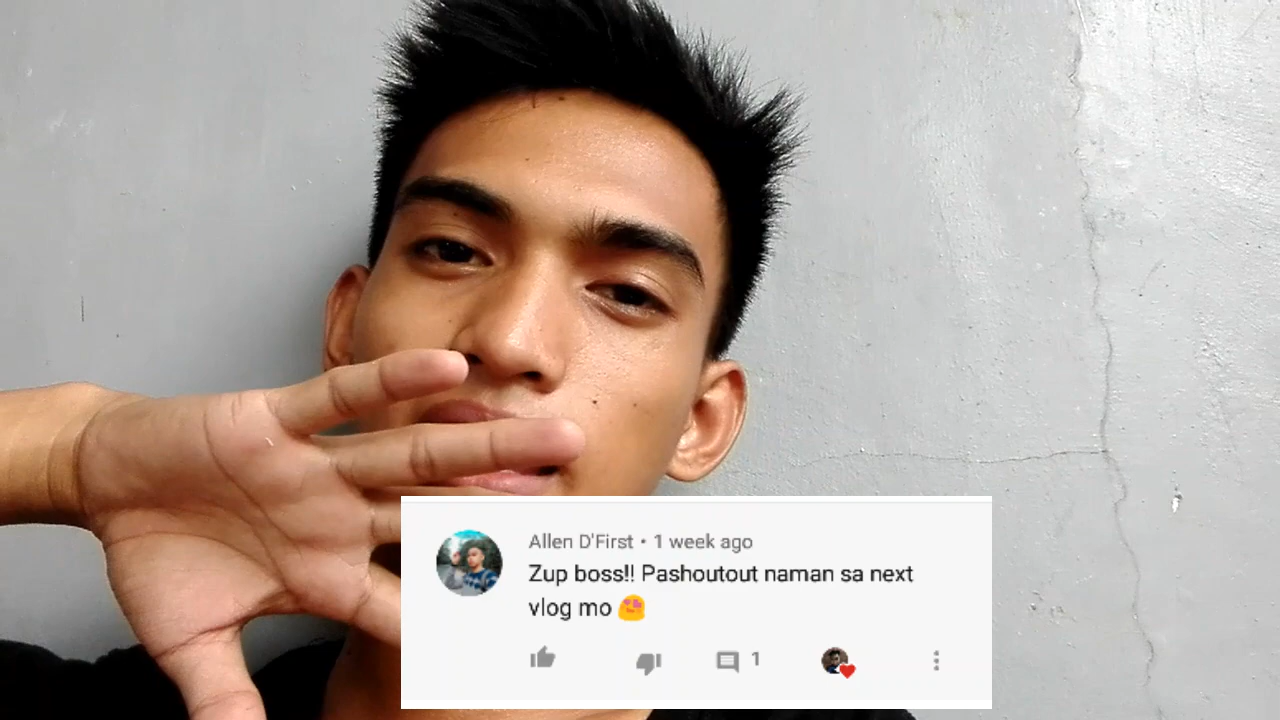 Allen D'First • 1 week ago
Zup boss!! Pashoutout naman sa next
vlog mo 😍
1